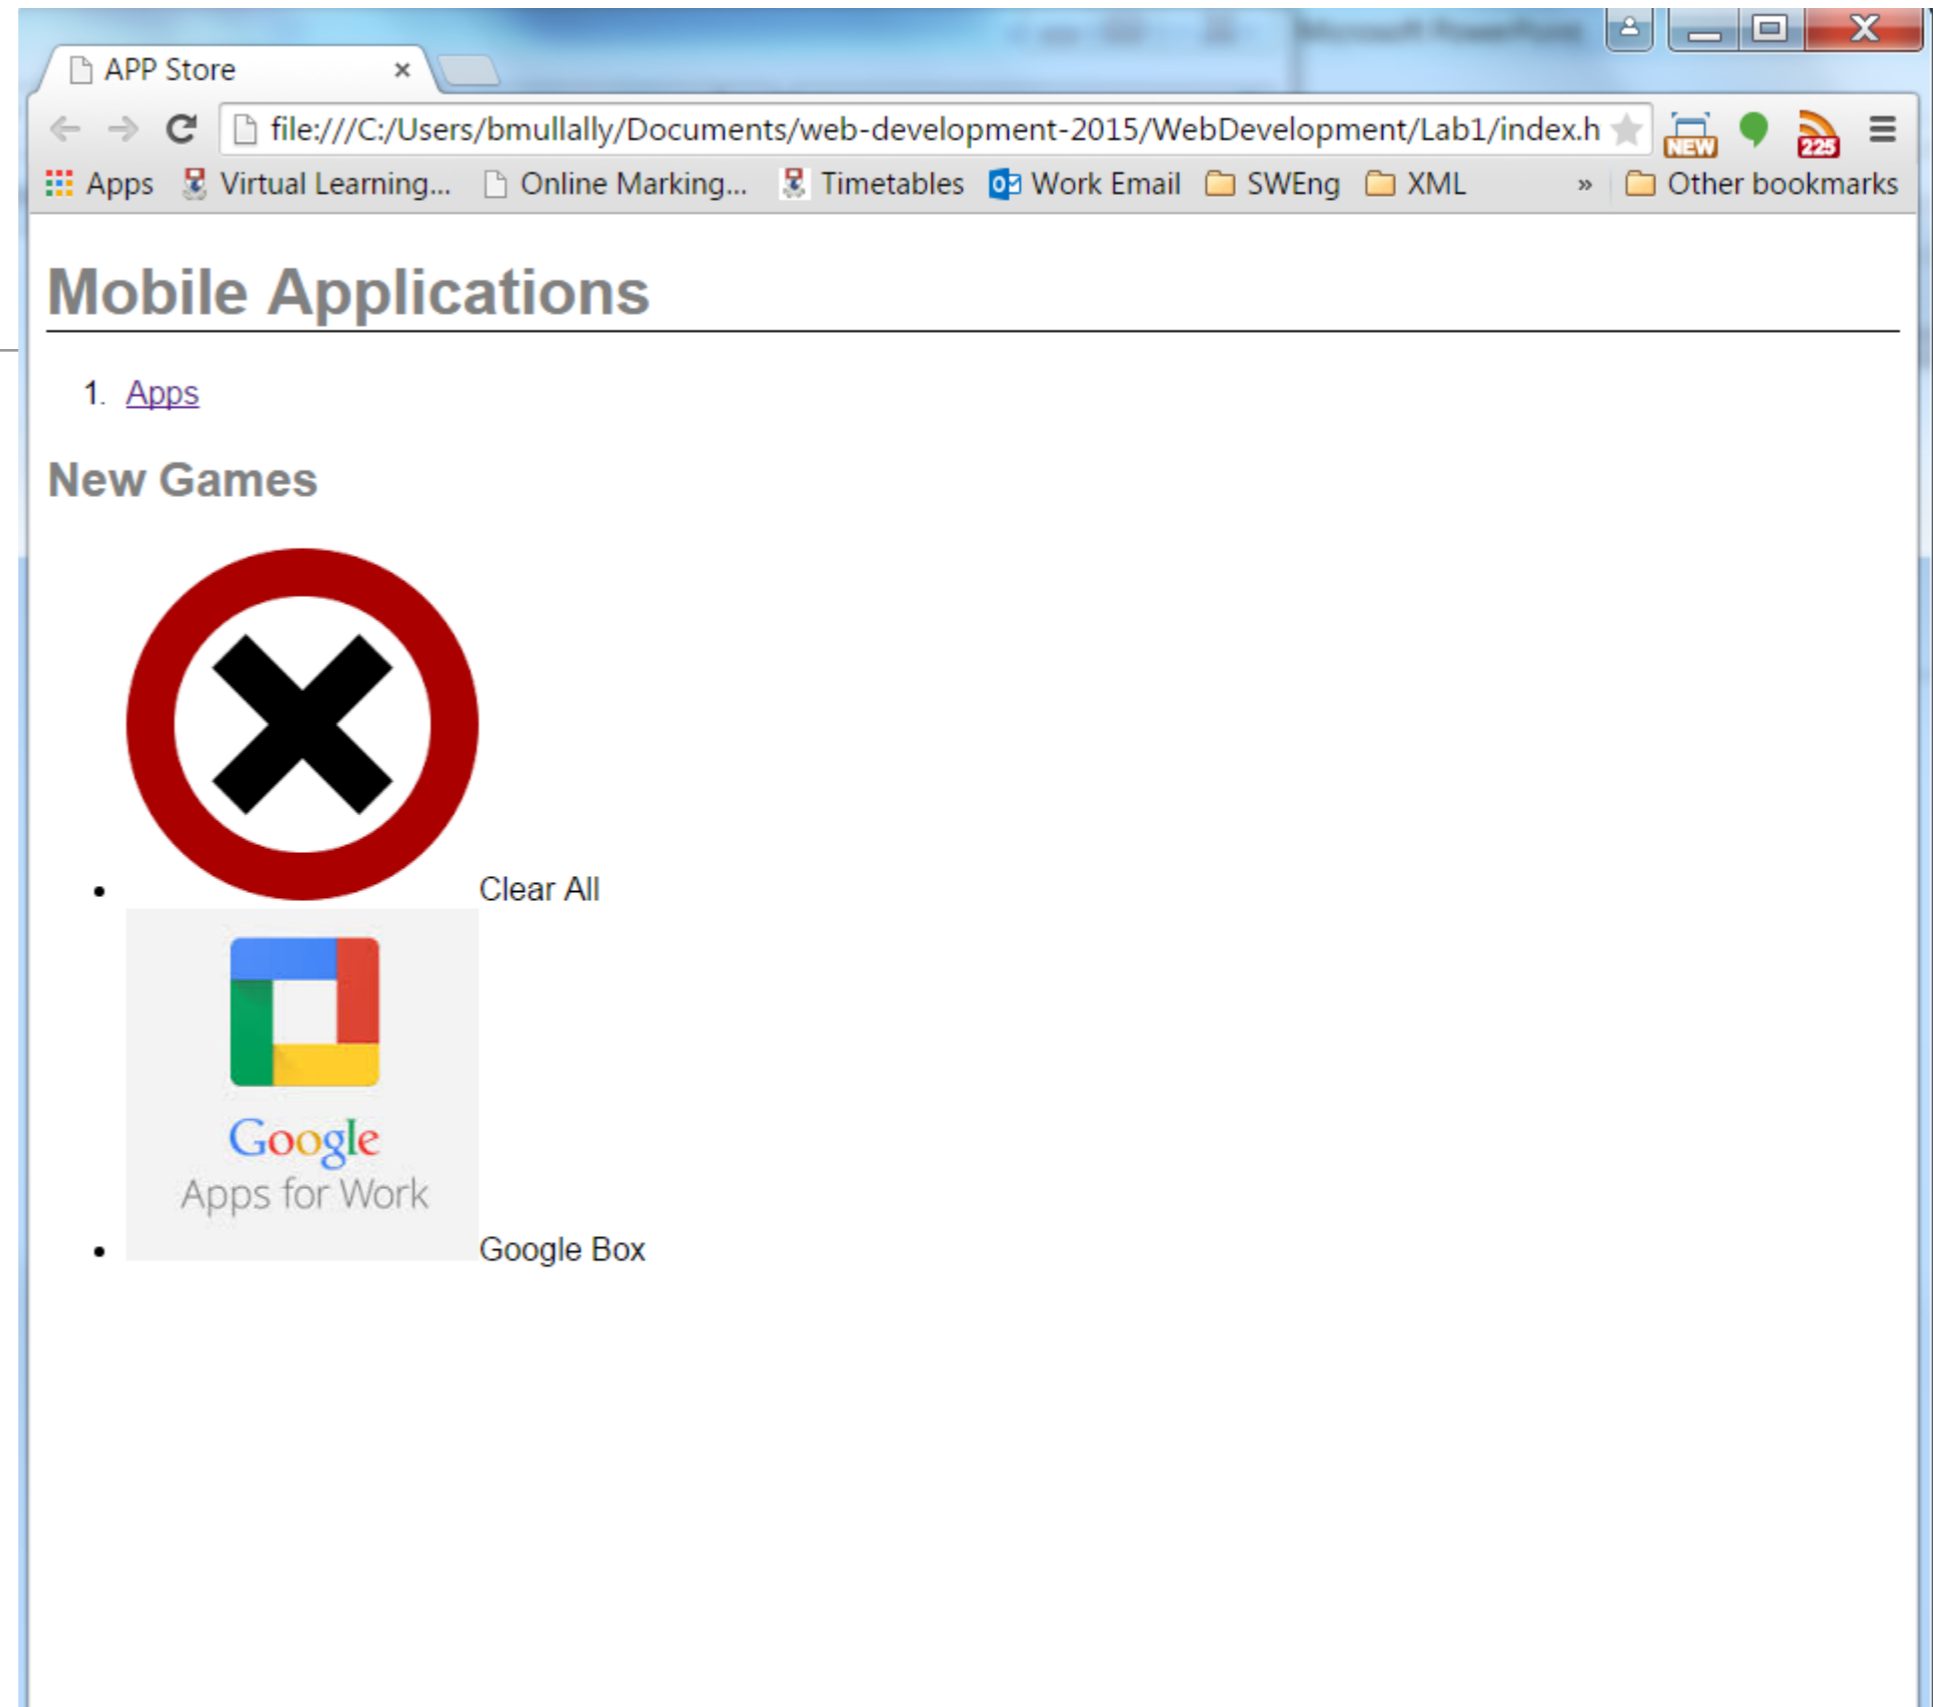 APP Store
file:///C:/Users/bmullally/Documents/web-development-2015/WebDevelopment/Lab1/index.h
NEW
225
Apps Virtual Learning... Online Marking... Timetables Work Email SWEng XML » Other bookmarks
Mobile Applications
1. Apps
New Games
Clear All
Google
Apps for Work
Google Box